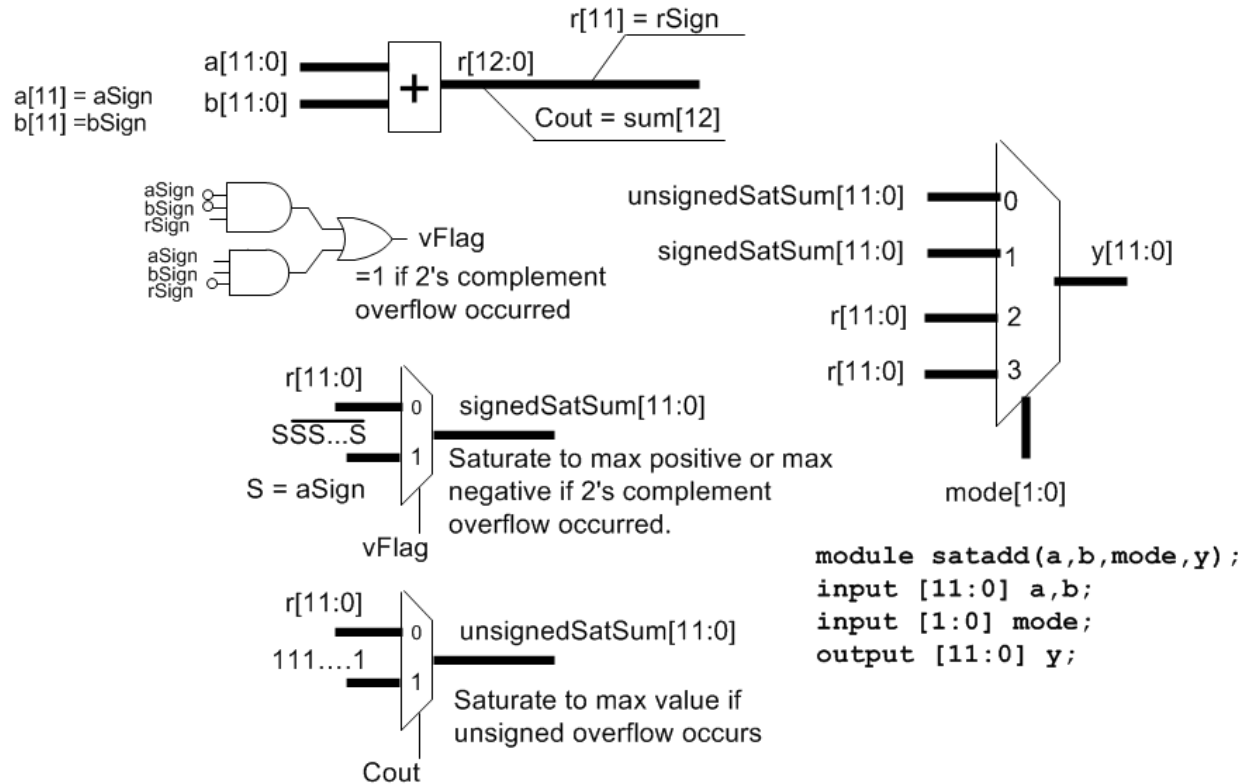 r[11] = rSign
a[11:0]
r[12:0]
+
a[11] = aSign
b[11:0]
b[11] =bSign
Cout = sum[12]
aSign
bSign
rSign
vFlag
aSign
bSign
rSign
=1 if 2's complement
overflow occurred
unsignedSatSum[11:0]
0
signedSatSum[11:0]
1
y[11:0]
r[11:0]
2
r[11:0]
3
mode[1:0]
r[11:0]
0
signedSatSum[11:0]
SSS...S
1
Saturate to max positive or max
negative if 2's complement
overflow occurred.
S = aSign
vFlag
r[11:0]
0
unsignedSatSum[11:0]
111....1
1
Saturate to max value if
unsigned overflow occurs
Cout
module satadd(a,b,mode,y);
input [11:0] a,b;
input [1:0] mode;
output [11:0] y;